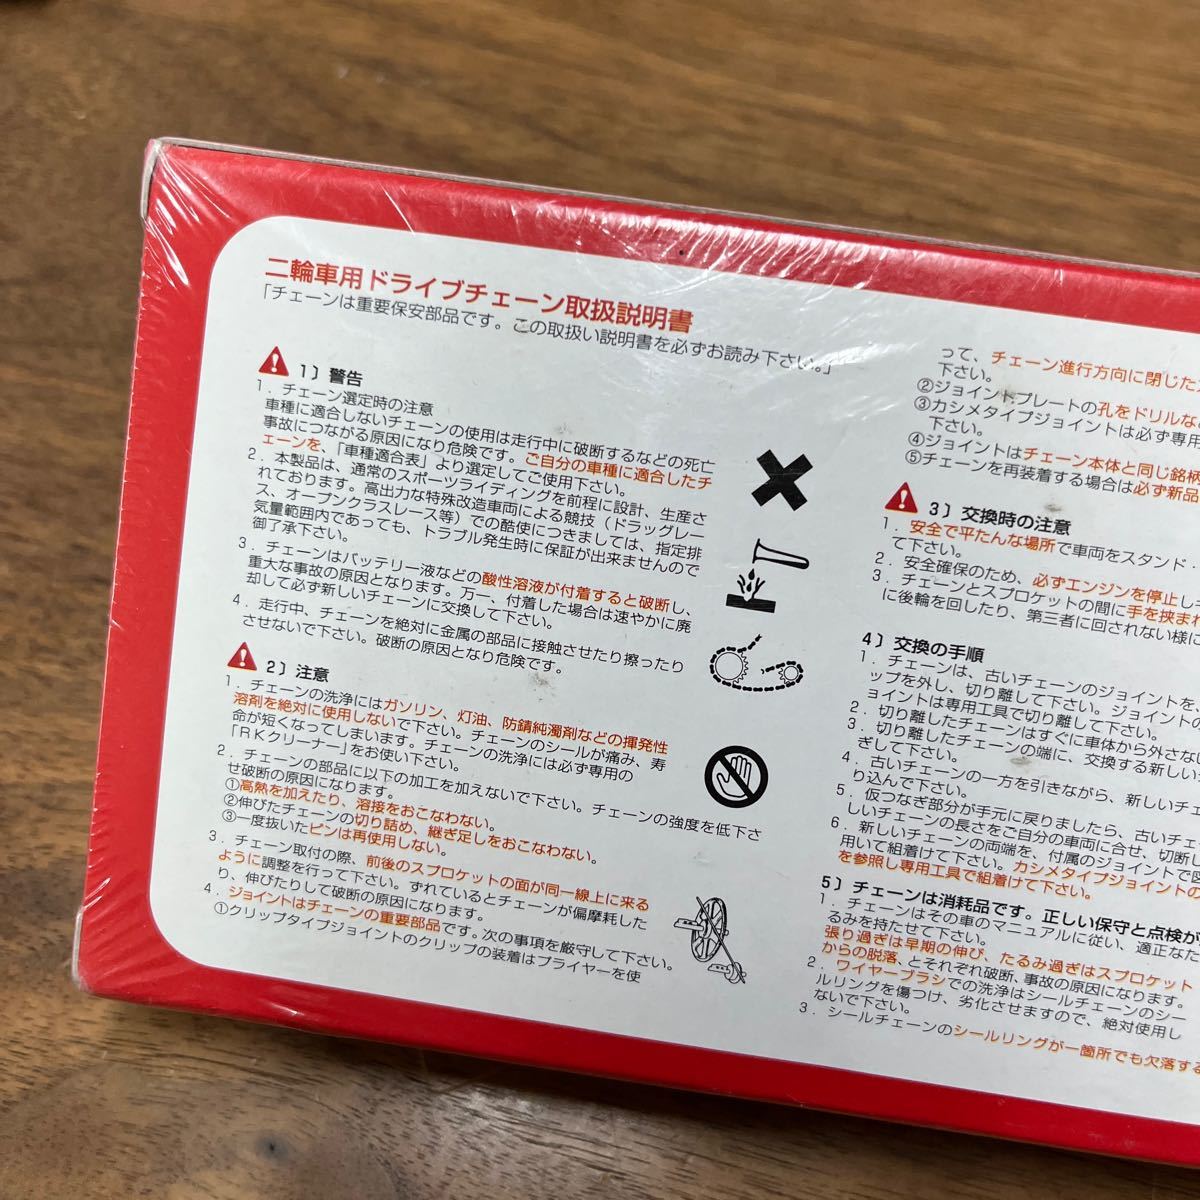 二輪車用ドライブチェーン取扱説明書
「チェーンは重要保安部品です。この取扱い説明書を必ずお読み下さい。」
1）警告
1．チェーン選定時の注意
車種に適合しないチェーンの使用は走行中に破断するなどの死亡
事故につながる原因になり危険です。ご自分の車種に適合したチ
ェーンを、「車種適合表」より選定してご使用下さい。
2．本製品は、通常のスポーツライディングを前程に設計、生産さ
れております。高出力な特殊改造車両による競技（ドラッグレー
ス、オープンクラスレース等）での酷使につきましては、指定排
気量範囲内であっても、トラブル発生時に保証が出来ませんので
御了承下さい。
3．チェーンはバッテリー液などの酸性溶液が付着すると破断し、
重大な事故の原因となります。万一、付着した場合は速やかに廃
却して必ず新しいチェーンに交換して下さい。
4．走行中、チェーンを絶対に金属の部品に接触させたり擦ったり
させないで下さい。破断の原因となり危険です。
2）注意
1．チェーンの洗浄にはガソリン、灯油、防錆純濁剤などの揮発性
溶剤を絶対に使用しないで下さい。チェーンのシールが痛み、寿
命が短くなってしまいます。チェーンの洗浄には必ず専用の
「RKクリーナー」をお使い下さい。
2．チェーンの部品に以下の加工を加えないで下さい。チェーンの強度を低下さ
せ破断の原因になります。
①高熱を加えたり、溶接をおこなわない。
②伸びたチェーンの切り詰め、継ぎ足しをおこなわない。
③一度抜いたピンは再使用しない。
3．チェーン取付の際、前後のスプロケットの面が同一線上に来る
ように調整を行って下さい。ずれているとチェーンが偏摩耗した
り、伸びたりして破断の原因になります。
4．ジョイントはチェーンの重要部品です。次の事項を厳守して下さい。
①クリップタイプジョイントのクリップの装着はプライヤーを使
って、チェーン進行方向に閉じた
下さい。
②ジョイントプレートの孔をドリルな
③カシメタイプジョイントは必ず専用
下さい。
④ジョイントはチェーン本体と同じ銘柄
⑤チェーンを再装着する場合は必ず新品
3）交換時の注意
1．安全で平たんな場所で車両をスタンド・
て下さい。
2．安全確保のため、必ずエンジンを停止し
3．チェーンとスプロケットの間に手を挟まれ
に後輪を回したり、第三者に回されない様に
4）交換の手順
1．チェーンは、古いチェーンのジョイントを
ップを外し、切り離して下さい。ジョイントの
ョイントは専用工具で切り離して下さい。
2．切り離したチェーンはすぐに車体から外さない
3．切り離したチェーンの端に、交換する新しい
ぎして下さい。
4．古いチェーンの一方を引きながら、新しいチェ
り込んで下さい。
5．仮つなぎ部分が手元に戻りましたら、古いチェー
しいチェーンの長さをご自分の車両に合せ、切断し
6．新しいチェーンの両端を、付属のジョイントで図
用いて組着けて下さい。カシメタイプジョイントの
を参照し専用工具で組着けて下さい。
5）チェーンは消耗品です。正しい保守と点検が
1．チェーンはその車のマニュアルに従い、適正なた
るみを持たせて下さい。
張り過ぎは早期の伸び、たるみ過ぎはスプロケット
からの脱落、とそれぞれ破断、事故の原因になります。
2．ワイヤーブラシでの洗浄はシールチェーンのシー
ルリングを傷つけ、劣化させますので、絶対使用し
ないで下さい。
3．シールチェーンのシールリングが一箇所でも欠落する